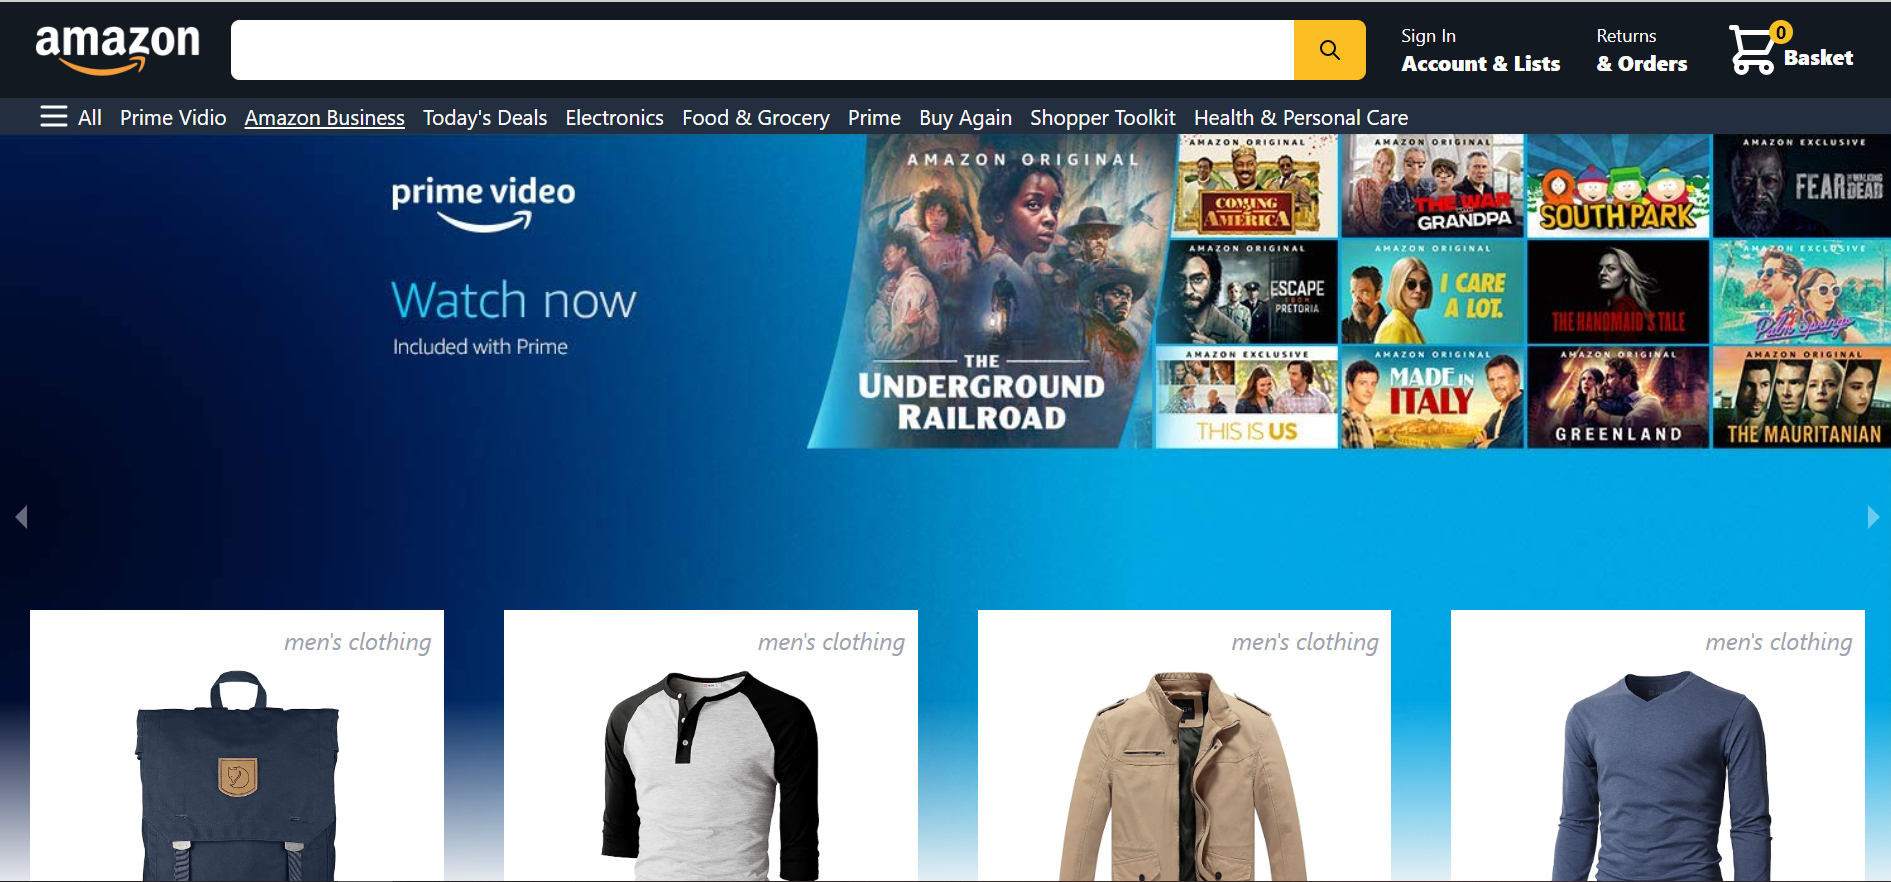 amazon
Sign In
Account & Lists
Returns
& Orders
0
Basket
All Prime Vidio Amazon Business Today's Deals Electronics Food & Grocery Prime Buy Again Shopper Toolkit Health & Personal Care
prime video
Watch now
Included with Prime
AMAZON ORIGINAL
THE
UNDERGROUND
RAILROAD
AMAZON ORIGINAL
COMING
2
AMERICA
AMAZON ORIGINAL
THE WAR
WITH
GRANDPA
SOUTH PARK
AMAZON EXCLUSIVE
FEAR THE WALKING DEAD
AMAZON ORIGINAL
ESCAPE
FROM
PRETORIA
AMAZON ORIGINAL
I CARE
A LOT.
THE HANDMAID'S TALE
AMAZON EXCLUSIVE
Palm Springs
AMAZON EXCLUSIVE
THIS IS US
AMAZON ORIGINAL
MADE IN
ITALY
AMAZON ORIGINAL
GREENLAND
AMAZON ORIGINAL
THE MAURITANIAN
men's clothing
men's clothing
men's clothing
men's clothing